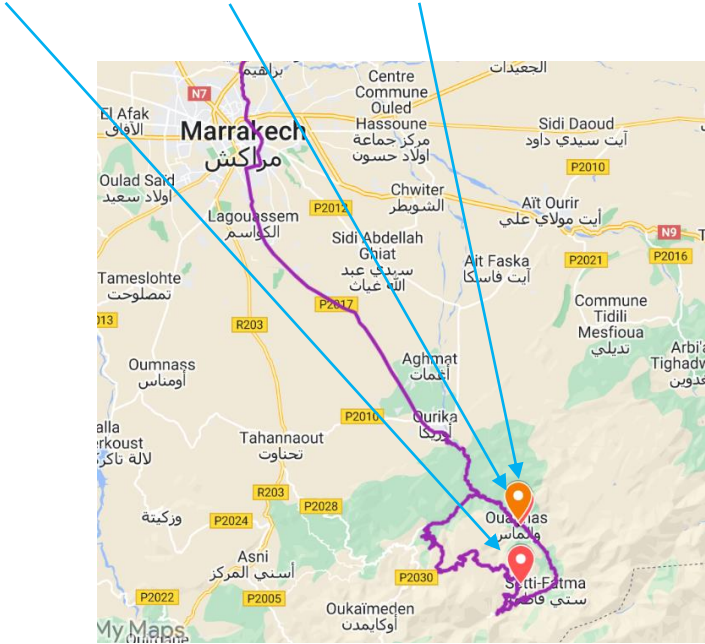 براهيم
الجعيدات
N7
Centre
Commune
Ouled
Hassoune
مركز جماعة
اولاد حسون
El Afak
الآفاق
Marrakech
مراكش
Sidi Daoud
آيت سيدي داود
P2010
Oulad Said
اولاد سعيد
Chwiter
الشويطر
P2012
Aït Ourir
أيت مولاي علي
Lagouassem
الكواسم
N9
Sidi Abdellah
Ghiat
سيدي عبد
الله غياث
Ait Faska
آيت فاسكا
P2021
P2016
Tameslohte
تمصلوحت
P2017
Commune
Tidili
Mesfioua
تديلي
R203
Arbi'a
Tighadw
Aghmat
أغمات
Oumnass
أومناس
P2010
Ourika
أوريكا
Tahannaout
تحناوت
R203
P2028
وزكيتة
P2024
والماس
Asni
أسني المركز
P2030
Setti-Fatma
P2022
P2005
Oukaïmeden
أوكايمدن
My Maps